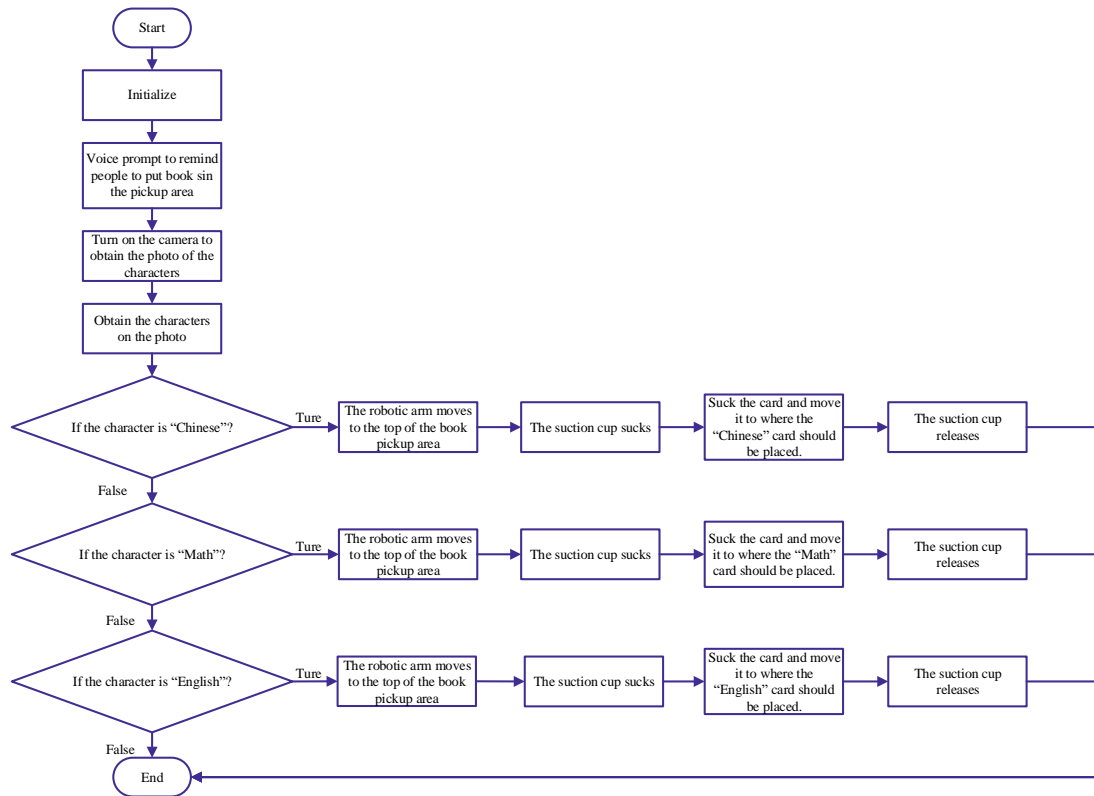 Start
Initialize
Voice prompt to remind
people to put book sin
the pickup area
Turn on the camera to
obtain the photo of the
characters
Obtain the characters
on the photo
If the character is “Chinese”?
Ture
The robotic arm moves
to the top of the book
pickup area
The suction cup sucks
Suck the card and move
it to where the
“Chinese” card should
be placed.
The suction cup
releases
False
If the character is “Math”?
Ture
The robotic arm moves
to the top of the book
pickup area
The suction cup sucks
Suck the card and move
it to where the “Math”
card should be placed.
The suction cup
releases
False
If the character is “English”?
Ture
The robotic arm moves
to the top of the book
pickup area
The suction cup sucks
Suck the card and move
it to where the
“English” card should
be placed.
The suction cup
releases
False
End